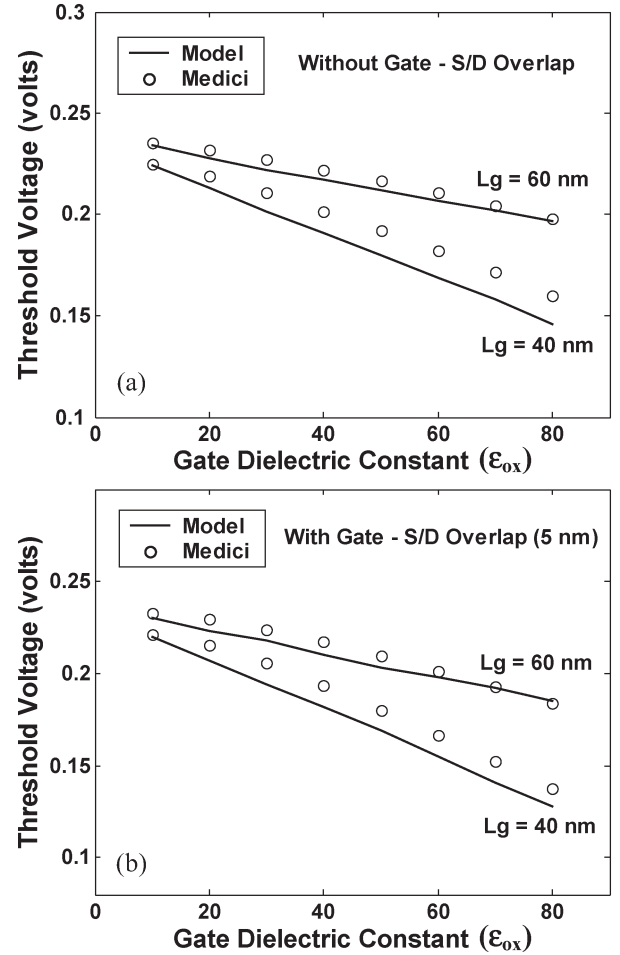 0.3
Model
Medici
Without Gate - S/D Overlap
0.25
Lg = 60 nm
0.2
0.15
Lg = 40 nm
(a)
0.1
0 20 40 60 80
Threshold Voltage (volts)
Gate Dielectric Constant (εox)
Model
Medici
With Gate - S/D Overlap (5 nm)
0.25
Lg = 60 nm
0.2
0.15
Lg = 40 nm
0.1
(b)
0 20 40 60 80
Threshold Voltage (volts)
Gate Dielectric Constant (εox)